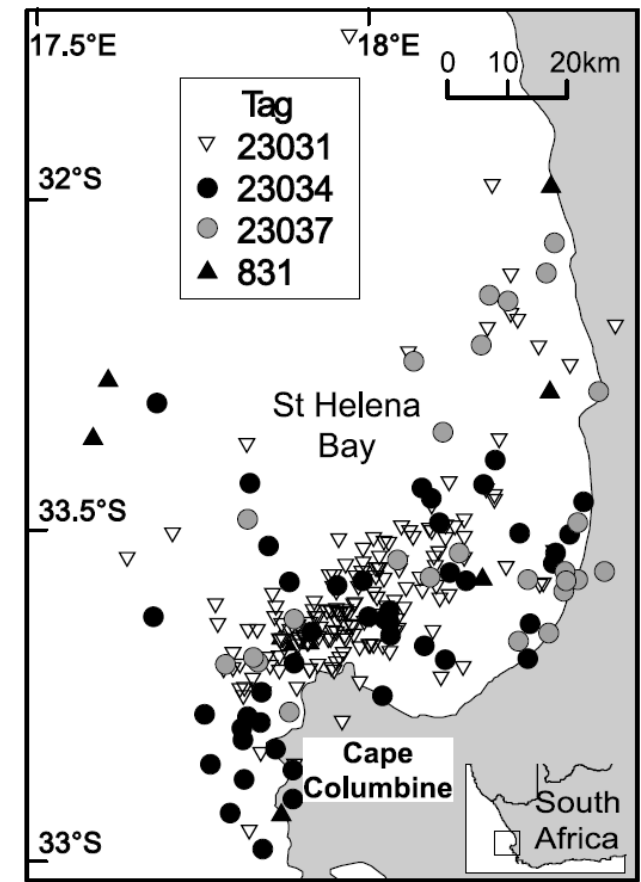 17.5°E
18°E
0 10 20km
Tag
23031
23034
23037
831
32°S
St Helena
Bay
33.5°S
Cape
Columbine
South
Africa
33°S